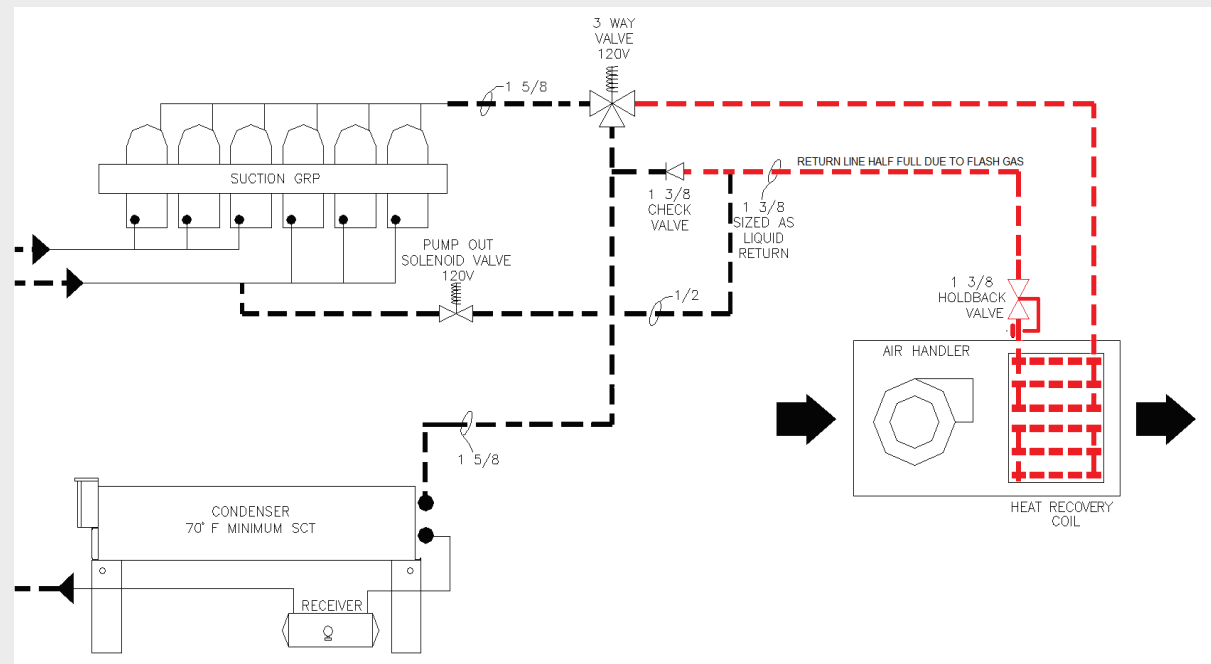 3 WAY
VALVE
120V
1 5/8
SUCTION GRP
RETURN LINE HALF FULL DUE TO FLASH GAS
1 3/8
CHECK
VALVE
1 3/8
SIZED AS
LIQUID
RETURN
PUMP OUT
SOLENOID VALVE
120V
1/2
1 3/8
HOLDBACK
VALVE
AIR HANDLER
1 5/8
CONDENSER
70° F MINIMUM SCT
HEAT RECOVERY
COIL
RECEIVER